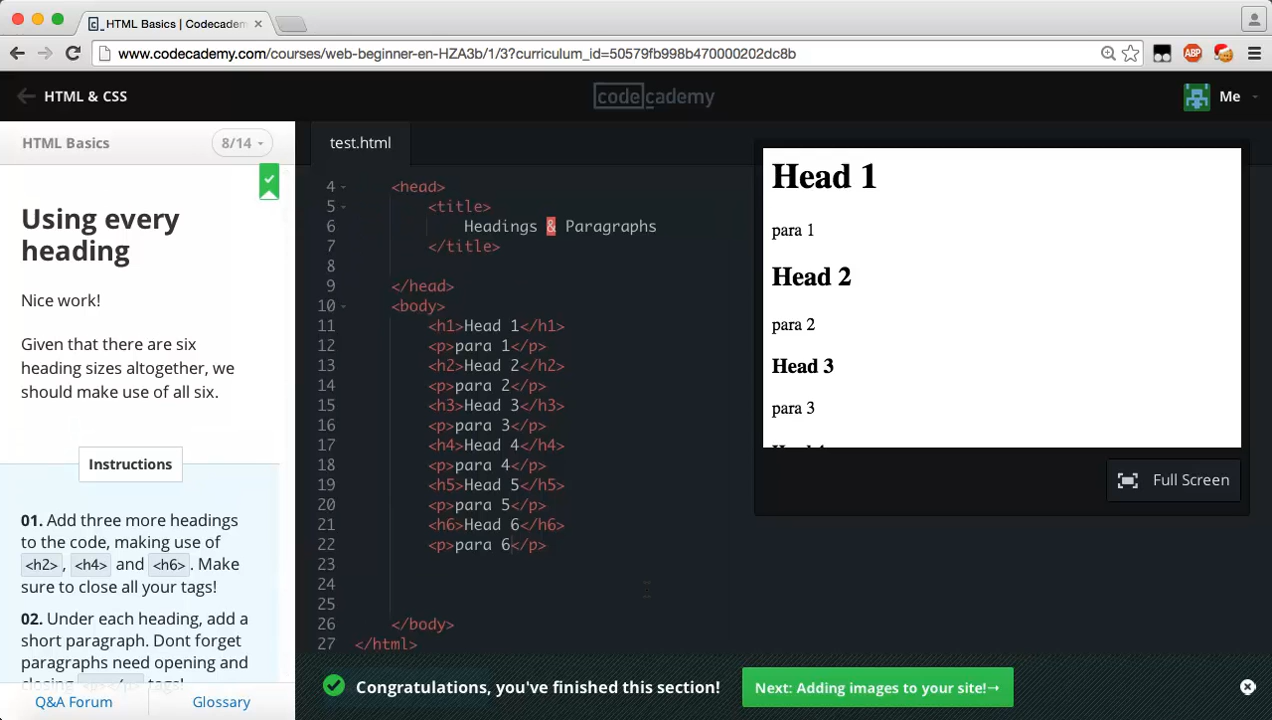 HTML Basics | Codecadem
www.codecademy.com/courses/web-beginner-en-HZA3b/1/3?curriculum_id=50579fb998b470000202dc8b
ABP
HTML & CSS
codecademy
Me
HTML Basics
8/14
Using every
heading
Nice work!
Given that there are six
heading sizes altogether, we
should make use of all six.
Instructions
01. Add three more headings
to the code, making use of
<h2>, <h4> and <h6>. Make
sure to close all your tags!
02. Under each heading, add a
short paragraph. Dont forget
paragraphs need opening and
closing <p></p> tags!
Q&A Forum
Glossary
test.html
4 <head>
5 <title>
6 Headings & Paragraphs
7 </title>
8
9 </head>
10 <body>
11 <h1>Head 1</h1>
12 <p>para 1</p>
13 <h2>Head 2</h2>
14 <p>para 2</p>
15 <h3>Head 3</h3>
16 <p>para 3</p>
17 <h4>Head 4</h4>
18 <p>para 4</p>
19 <h5>Head 5</h5>
20 <p>para 5</p>
21 <h6>Head 6</h6>
22 <p>para 6</p>
23
24
25
26 </body>
27 </html>
Head 1
para 1
Head 2
para 2
Head 3
para 3
Full Screen
Congratulations, you've finished this section!
Next: Adding images to your site!→